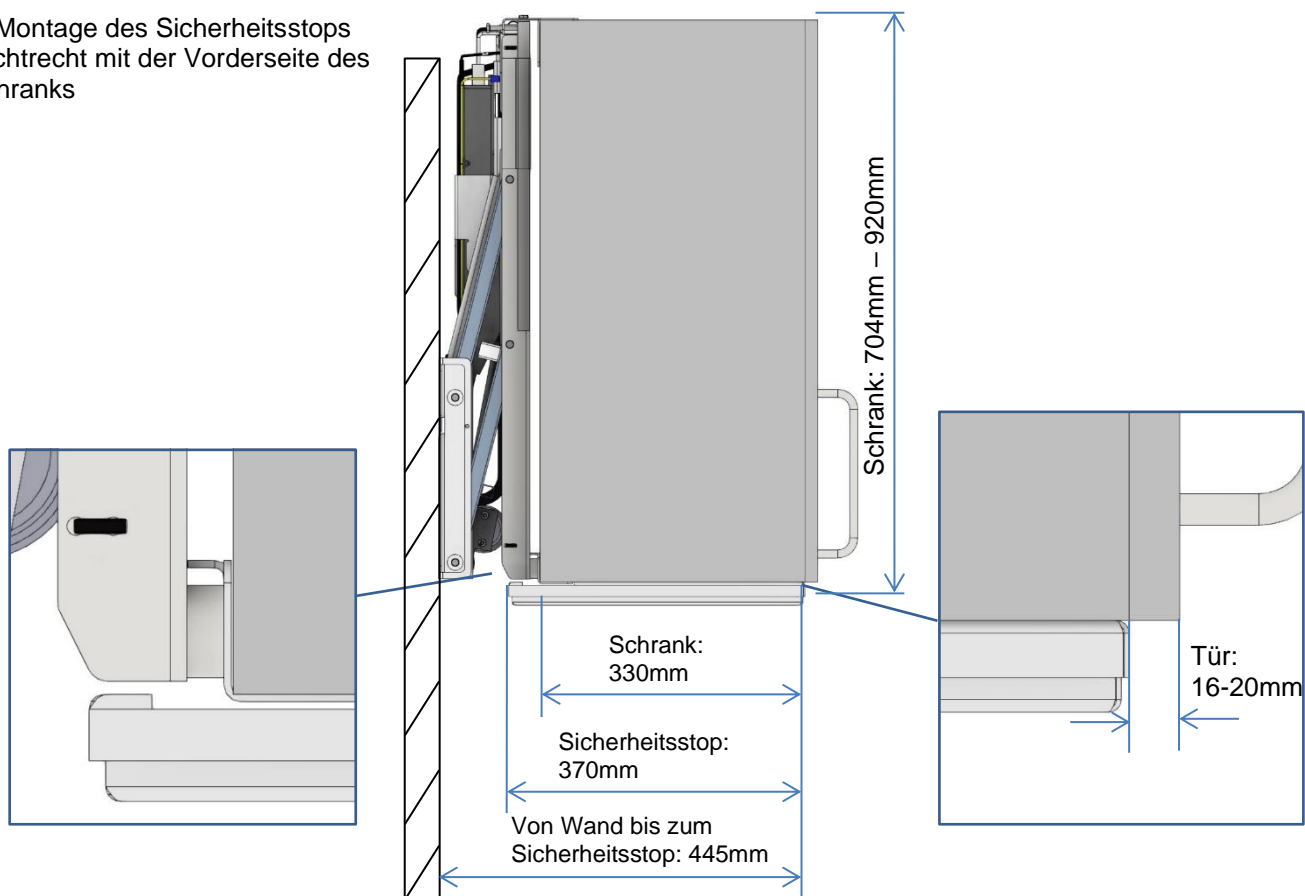 Montage des Sicherheitsstops
chtrecht mit der Vorderseite des
hranks
Schrank: 704mm – 920mm
Tür:
16-20mm
Schrank:
330mm
Sicherheitsstop:
370mm
Von Wand bis zum
Sicherheitsstop: 445mm